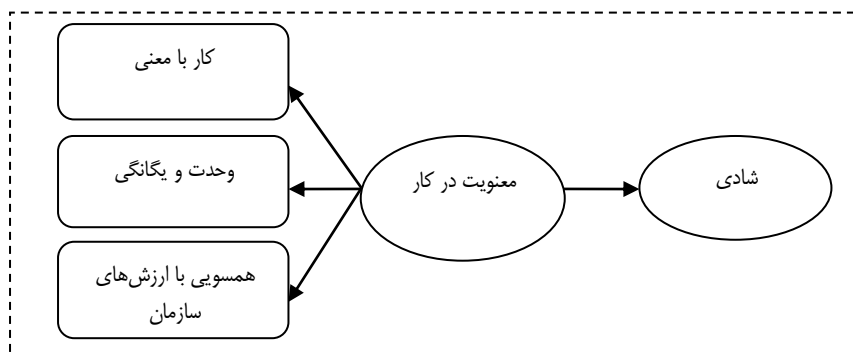 کار با معنی
وحدت و یگانگی
همسویی با ارزش‌های
سازمان
معنویت در کار
شادی